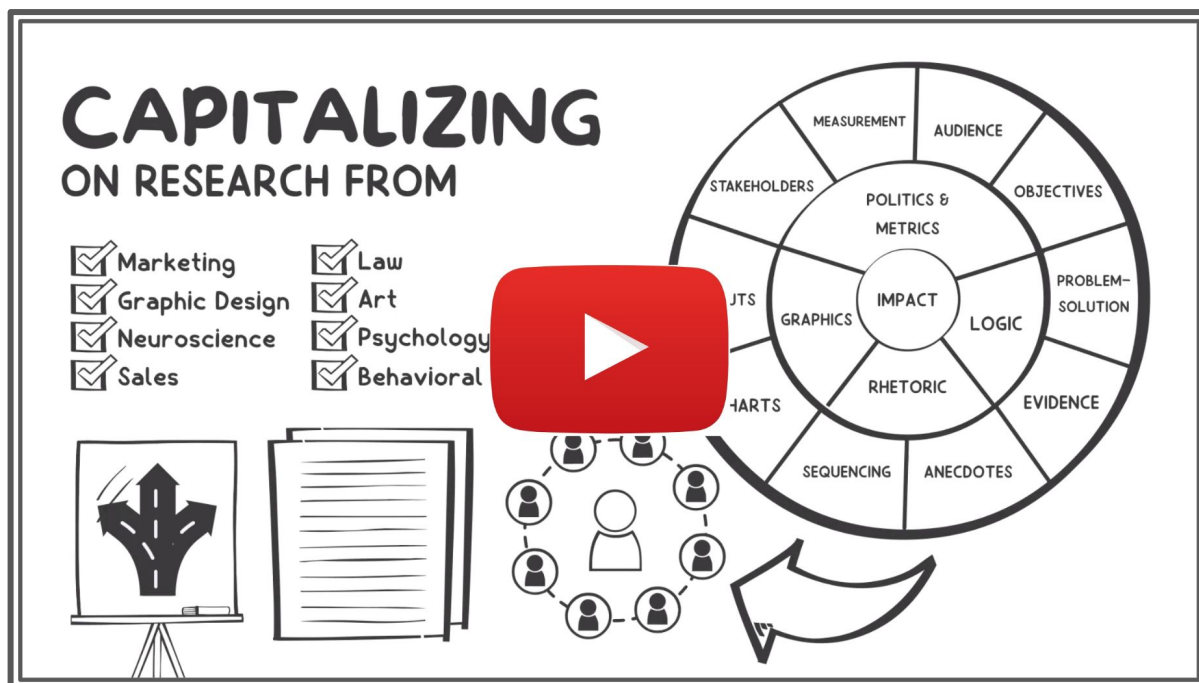 CAPITALIZING
ON RESEARCH FROM
Marketing
Graphic Design
Neuroscience
Sales
Law
Art
Psychology
Behavioral
MEASUREMENT
AUDIENCE
STAKEHOLDERS
OBJECTIVES
POLITICS &
METRICS
PROBLEM-
SOLUTION
IMPACT
GRAPHICS
LOGIC
RHETORIC
EVIDENCE
SEQUENCING
ANECDOTES